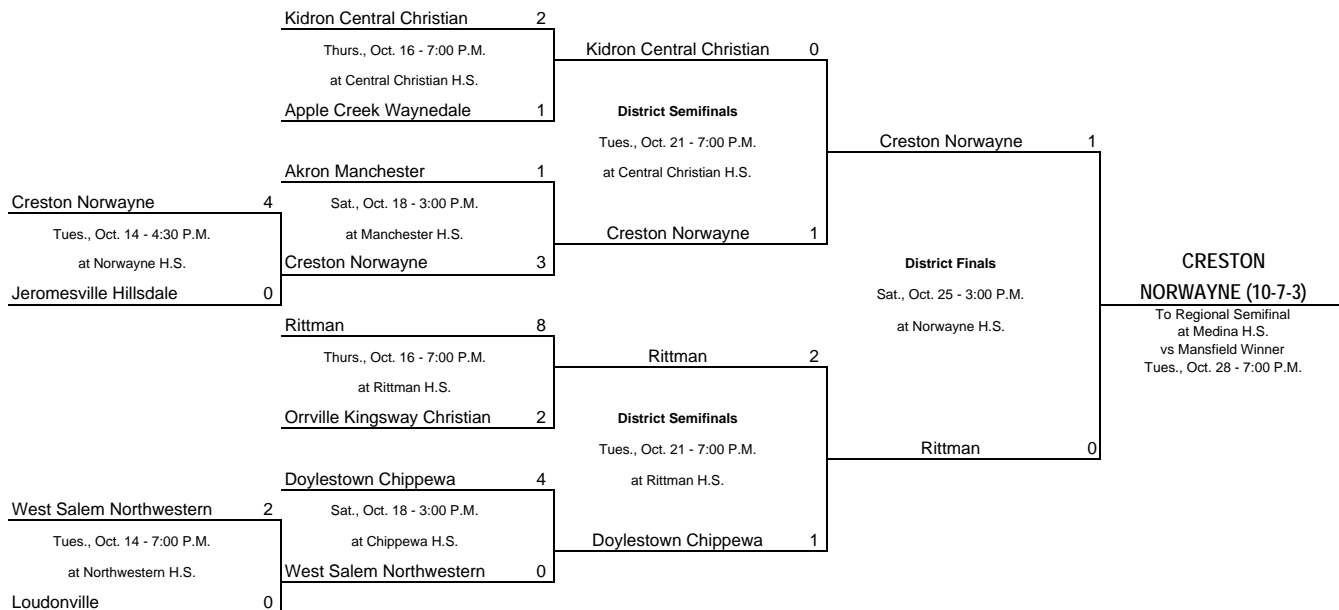 Kidron Central Christian 2
Thurs., Oct. 16 - 7:00 P.M.
at Central Christian H.S.
Apple Creek Waynedale 1
Kidron Central Christian 0
District Semifinals
Tues., Oct. 21 - 7:00 P.M.
at Central Christian H.S.
Creston Norwayne 1
Akron Manchester 1
Sat., Oct. 18 - 3:00 P.M.
at Manchester H.S.
Creston Norwayne 3
Creston Norwayne 4
Tues., Oct. 14 - 4:30 P.M.
at Norwayne H.S.
Jeromesville Hillsdale 0
Creston Norwayne 1
District Finals
Sat., Oct. 25 - 3:00 P.M.
at Norwayne H.S.
Rittman 0
CRESTON
NORWAYNE (10-7-3)
To Regional Semifinal
at Medina H.S.
vs Mansfield Winner
Tues., Oct. 28 - 7:00 P.M.
Rittman 8
Thurs., Oct. 16 - 7:00 P.M.
at Rittman H.S.
Orrville Kingsway Christian 2
Rittman 2
District Semifinals
Tues., Oct. 21 - 7:00 P.M.
at Rittman H.S.
Doylestown Chippewa 1
Doylestown Chippewa 4
Sat., Oct. 18 - 3:00 P.M.
at Chippewa H.S.
West Salem Northwestern 0
West Salem Northwestern 2
Tues., Oct. 14 - 7:00 P.M.
at Northwestern H.S.
Loudonville 0